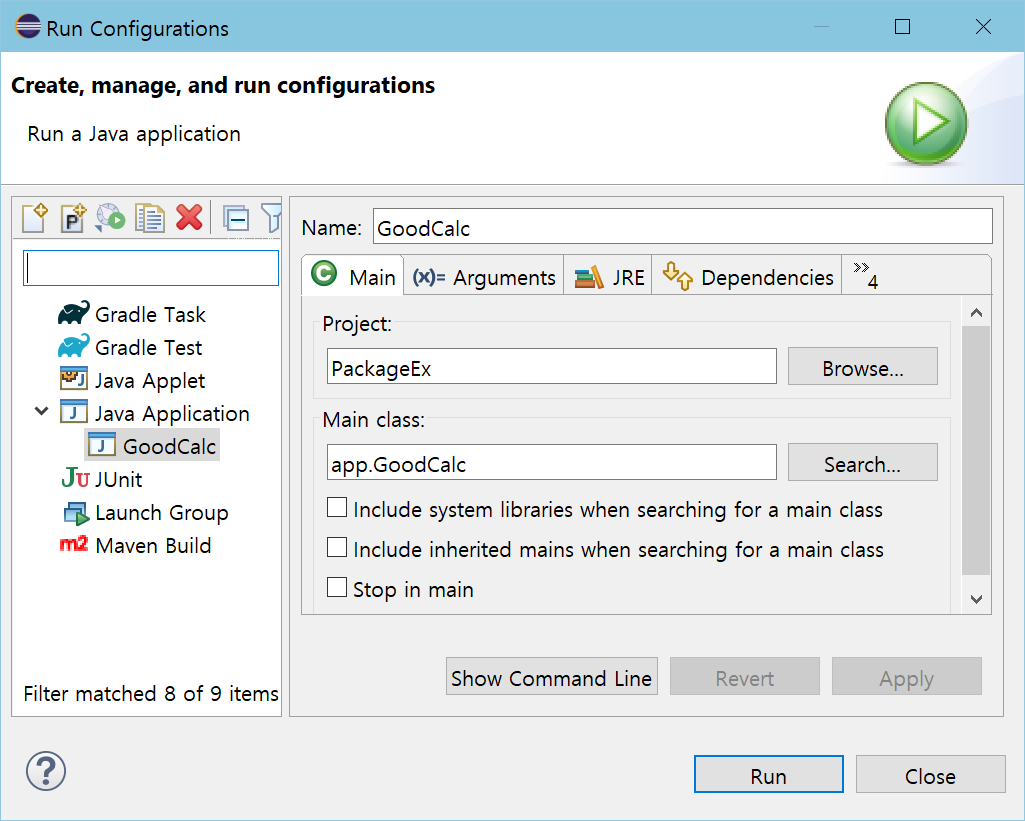 Run Configurations
Create, manage, and run configurations
Run a Java application
P
Name: GoodCalc
C Main (x)= Arguments JRE Dependencies »4
Gradle Task
Gradle Test
J Java Applet
J Java Application
J GoodCalc
Ju JUnit
Launch Group
m2 Maven Build
Filter matched 8 of 9 items
Project:
PackageEx Browse...
Main class:
app.GoodCalc Search...
Include system libraries when searching for a main class
Include inherited mains when searching for a main class
Stop in main
Show Command Line Revert Apply
? Run Close